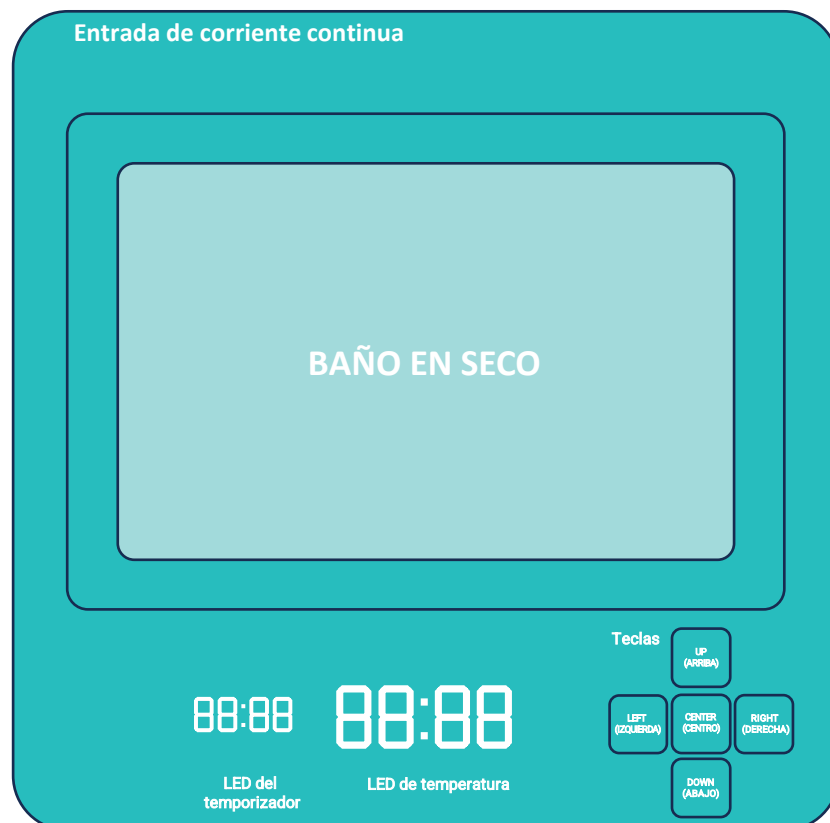 Entrada de corriente continua
BAÑO EN SECO
Teclas
UP
(ARRIBA)
LEFT
(IZQUIERDA)
CENTER
(CENTRO)
RIGHT
(DERECHA)
88:88
88:88
DOWN
(ABAJO)
LED del
temporizador
LED de temperatura